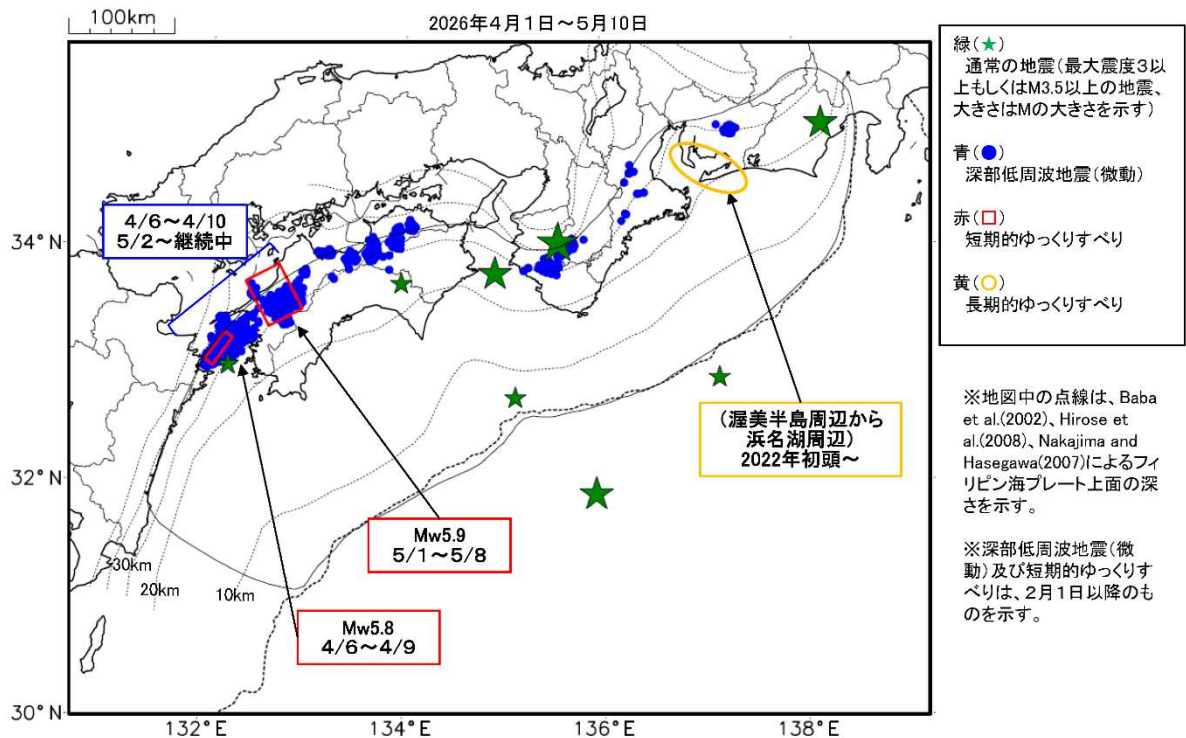 100km
2026年4月1日～5月10日
緑(★)
通常の地震(最大震度3以
上もしくはM3.5以上の地震、
大きさはMの大きさを示す)
青(●)
深部低周波地震(微動)
赤(□)
短期的ゆっくりすべり
黄(○)
長期的ゆっくりすべり
4/6～4/10
5/2～継続中
34°N
32°N
30°N
(渥美半島周辺から
浜名湖周辺)
2022年初頭～
Mw5.9
5/1～5/8
Mw5.8
4/6～4/9
30km
20km
10km
132°E
134°E
136°E
138°E
※地図中の点線は、Baba
et al.(2002)、Hirose et
al.(2008)、Nakajima and
Hasegawa(2007)によるフィ
リピン海プレート上面の深
さを示す。
※深部低周波地震(微
動)及び短期的ゆっくりす
べりは、2月1日以降のも
のを示す。